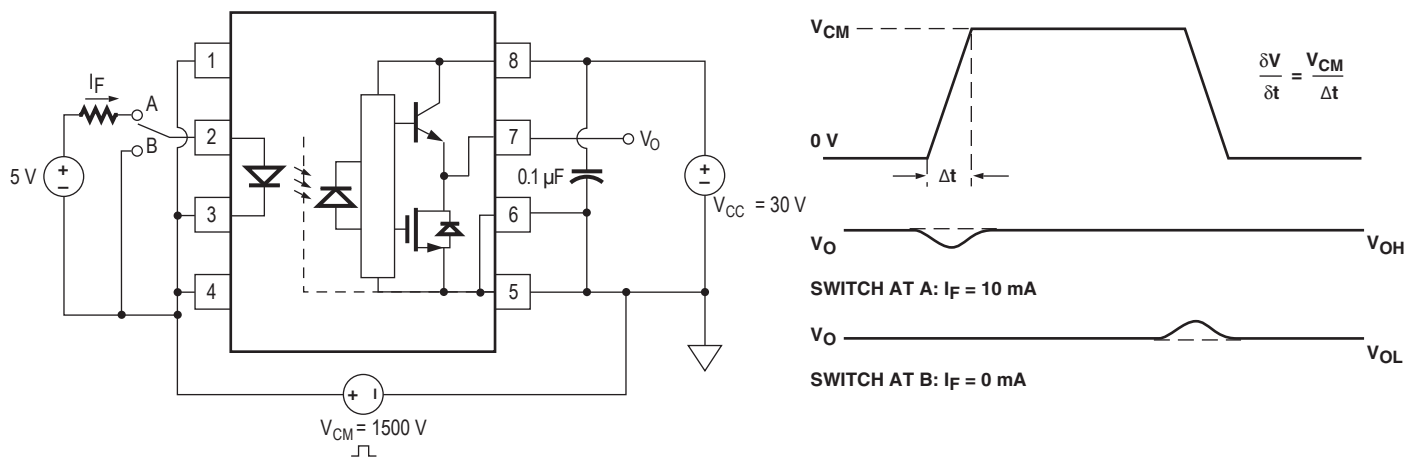 I_F
A
B
5 V
+
−
1
2
3
4
8
7
6
5
V_O
0.1 µF
+
−
V_CC = 30 V
+ −
V_CM = 1500 V
V_CM
0 V
Δt
δV/δt = V_CM/Δt
V_O V_OH
SWITCH AT A: I_F = 10 mA
V_O V_OL
SWITCH AT B: I_F = 0 mA